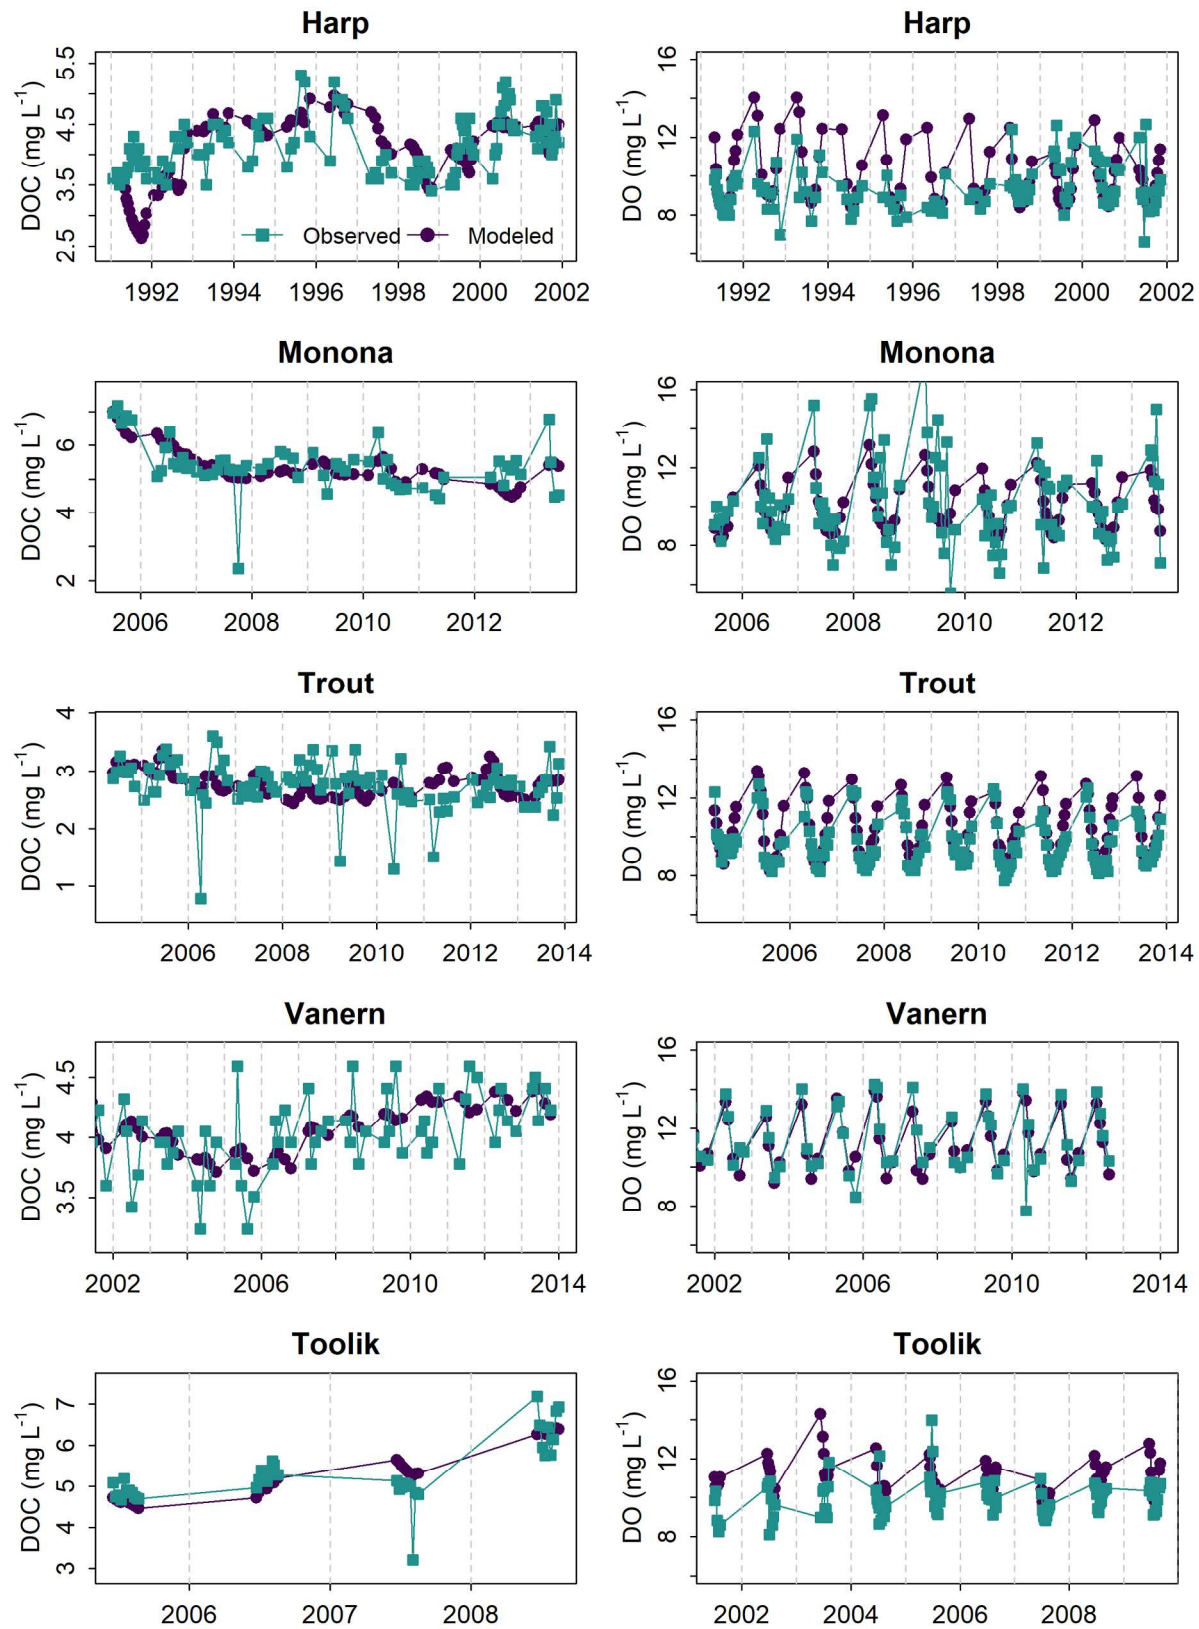 Harp
Harp
DOC (mg L⁻¹)
5.5
4.5
3.5
2.5
Observed
Modeled
1992 1994 1996 1998 2000 2002
DO (mg L⁻¹)
16
12
8
1992 1994 1996 1998 2000 2002
Monona
Monona
DOC (mg L⁻¹)
6
4
2
2006 2008 2010 2012
DO (mg L⁻¹)
16
12
8
2006 2008 2010 2012
Trout
Trout
DOC (mg L⁻¹)
4
3
2
1
2006 2008 2010 2012 2014
DO (mg L⁻¹)
16
12
8
2006 2008 2010 2012 2014
Vanern
Vanern
DOC (mg L⁻¹)
4.5
4
3.5
2002 2006 2010 2014
DO (mg L⁻¹)
16
12
8
2002 2006 2010 2014
Toolik
Toolik
DOC (mg L⁻¹)
7
6
5
4
3
2006 2007 2008
DO (mg L⁻¹)
16
12
8
2002 2004 2006 2008